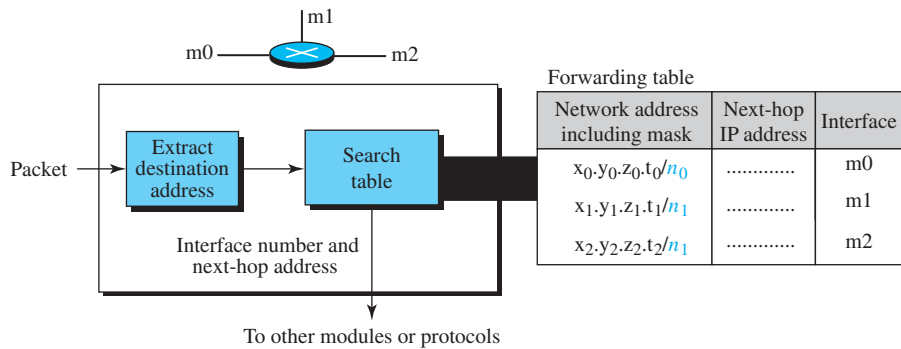 m1
m0
m2
Forwarding table
Network address including mask
Next-hop IP address
Interface
x₀.y₀.z₀.t₀/n₀
.............
m0
x₁.y₁.z₁.t₁/n₁
.............
m1
x₂.y₂.z₂.t₂/n₁
.............
m2
Packet
Extract
destination
address
Search
table
Interface number and
next-hop address
To other modules or protocols